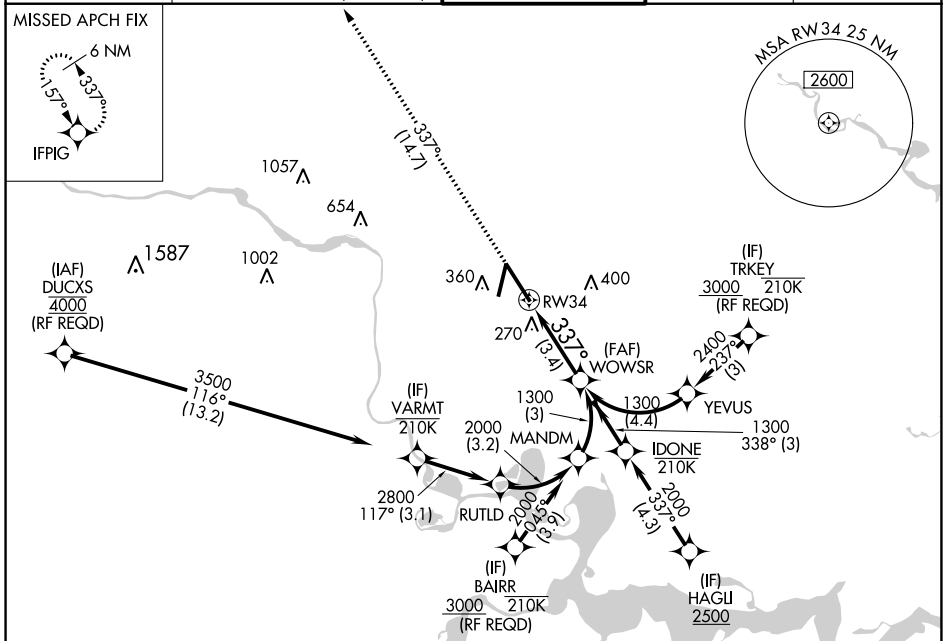 MISSED APCH FIX
6 NM
157°
337°
IFPIG
MSA RW34 25 NM
2600
337°
(14.7)
1057
654
1587
1002
(IAF)
DUCXS
4000
(RF REQD)
360
400
RW34
270
337°
(3.4)
(IF)
TRKEY
3000 210K
(RF REQD)
2400
237°
(3)
(FAF)
WOWSR
YEVUS
3500
116°
(13.2)
(IF)
VARMT
210K
2000
(3.2)
1300
(3)
MANDM
1300
(4.4)
1300
338° (3)
IDONE
210K
2800
117° (3.1)
RUTLD
2000
045°
(3.9)
2000
337°
(4.3)
(IF)
BAIRR
3000 210K
(RF REQD)
(IF)
HAGLI
2500